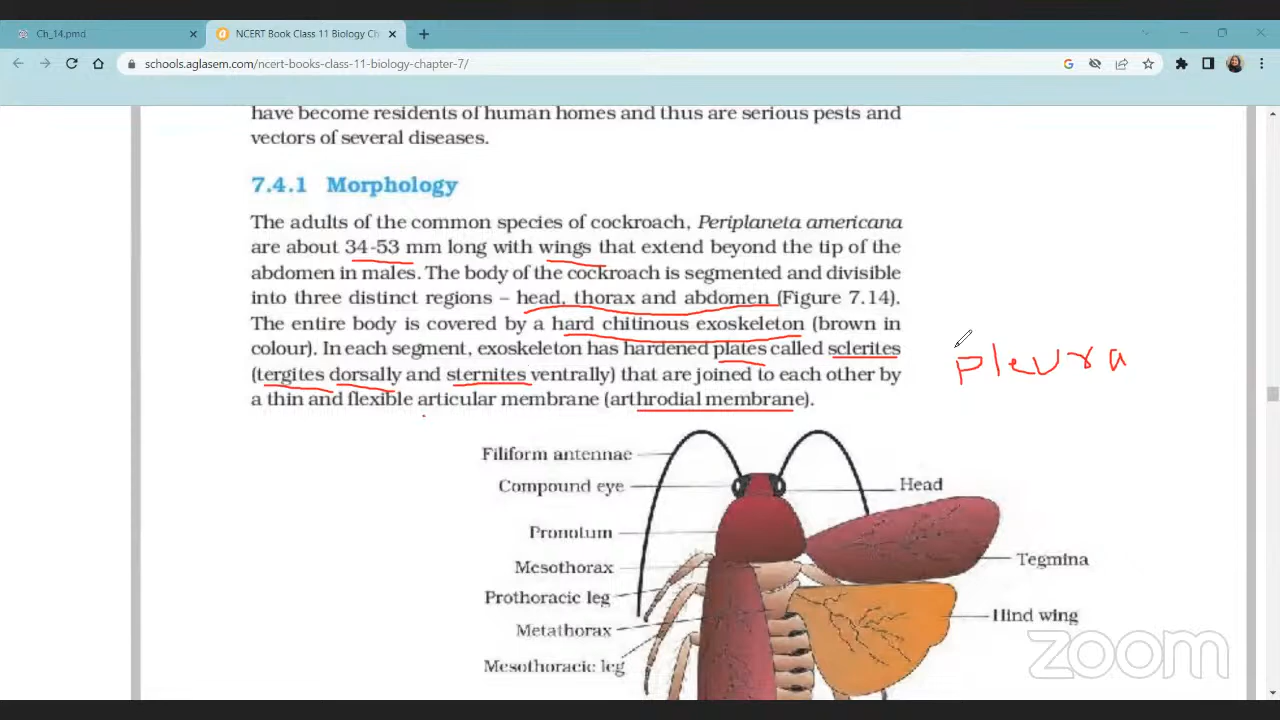 Ch_14.pmd
NCERT Book Class 11 Biology Ch
schools.aglasem.com/ncert-books-class-11-biology-chapter-7/
have become residents of human homes and thus are serious pests and
vectors of several diseases.
7.4.1 Morphology
The adults of the common species of cockroach, Periplaneta americana
are about 34-53 mm long with wings that extend beyond the tip of the
abdomen in males. The body of the cockroach is segmented and divisible
into three distinct regions – head, thorax and abdomen (Figure 7.14).
The entire body is covered by a hard chitinous exoskeleton (brown in
colour). In each segment, exoskeleton has hardened plates called sclerites
(tergites dorsally and sternites ventrally) that are joined to each other by
a thin and flexible articular membrane (arthrodial membrane).
pleura
Filiform antennae
Compound eye
Head
Pronotum
Tegmina
Mesothorax
Prothoracic leg
Hind wing
Metathorax
Mesothoracic leg
zoom